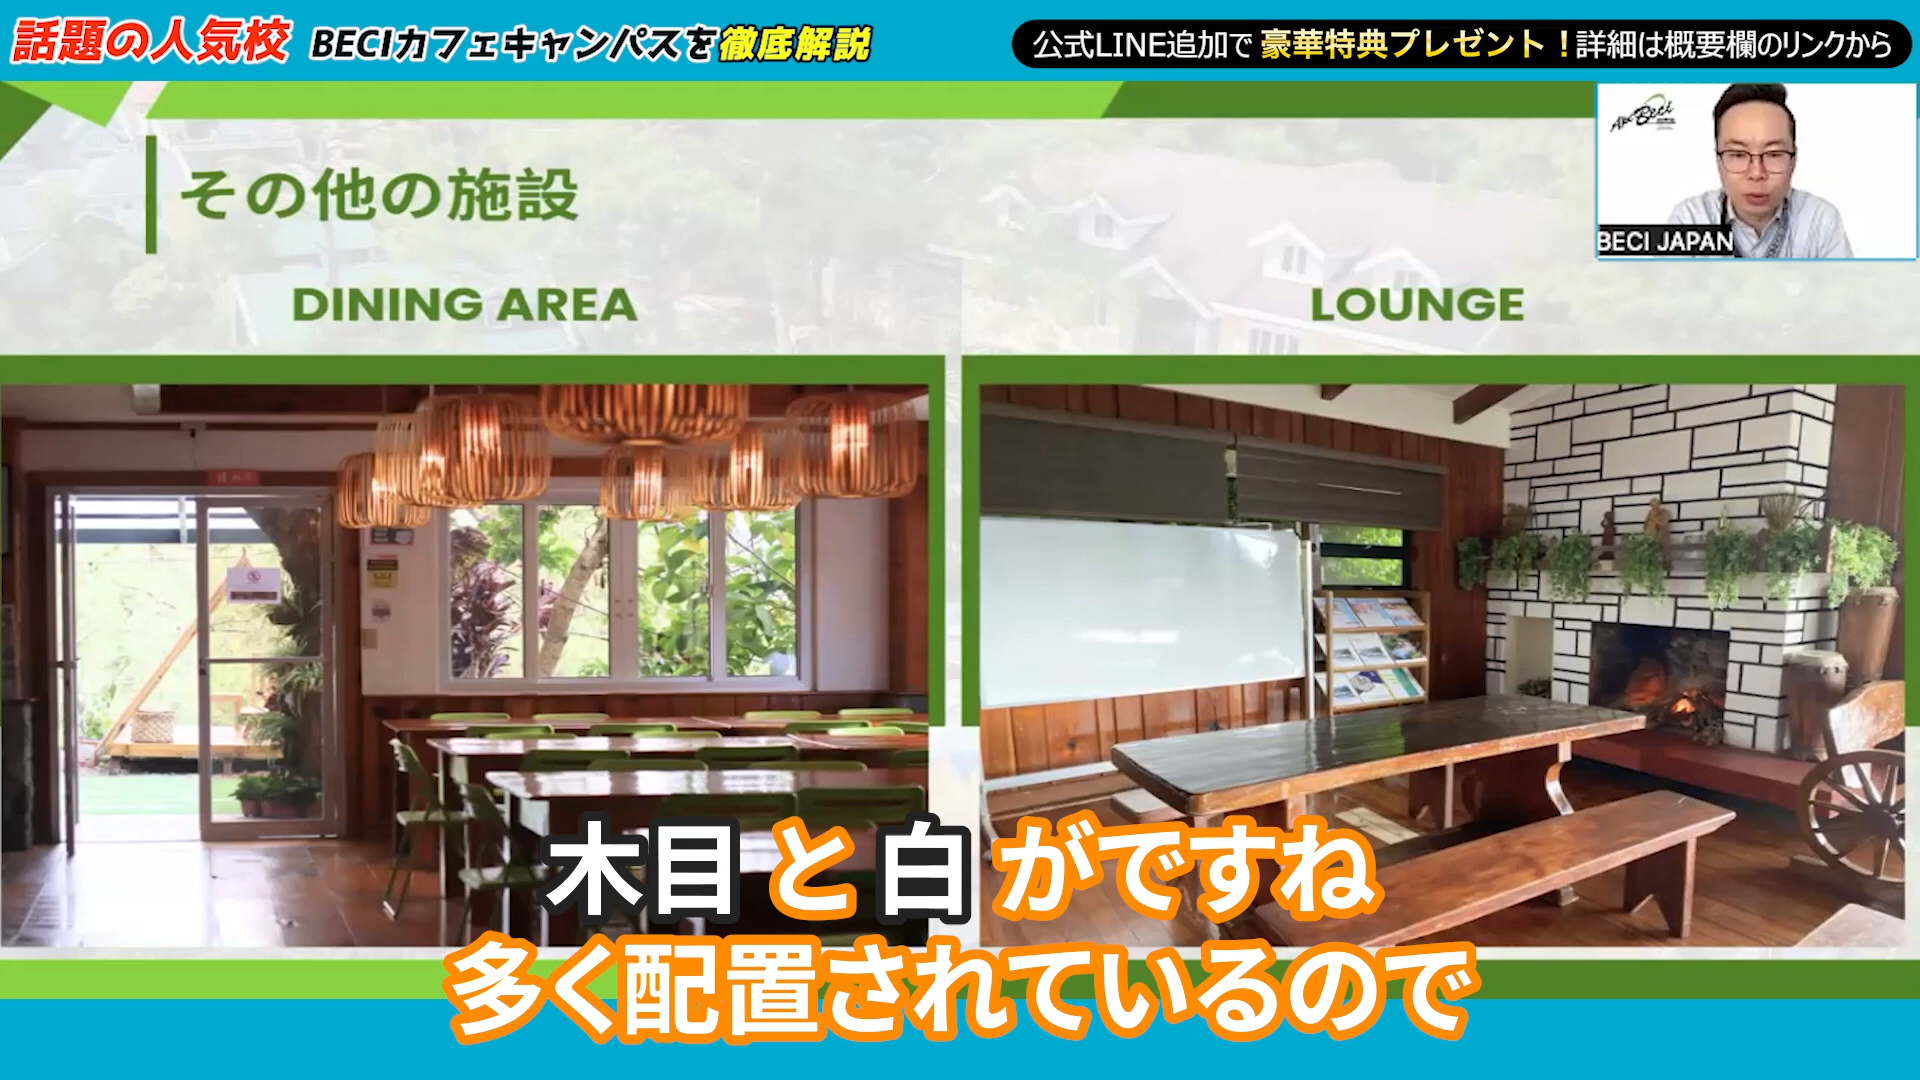 話題の人気校 BECIカフェキャンパスを徹底解説
公式LINE追加で 豪華特典プレゼント！詳細は概要欄のリンクから
Beci
BECI JAPAN
その他の施設
DINING AREA
LOUNGE
木目と白がですね
多く配置されているので